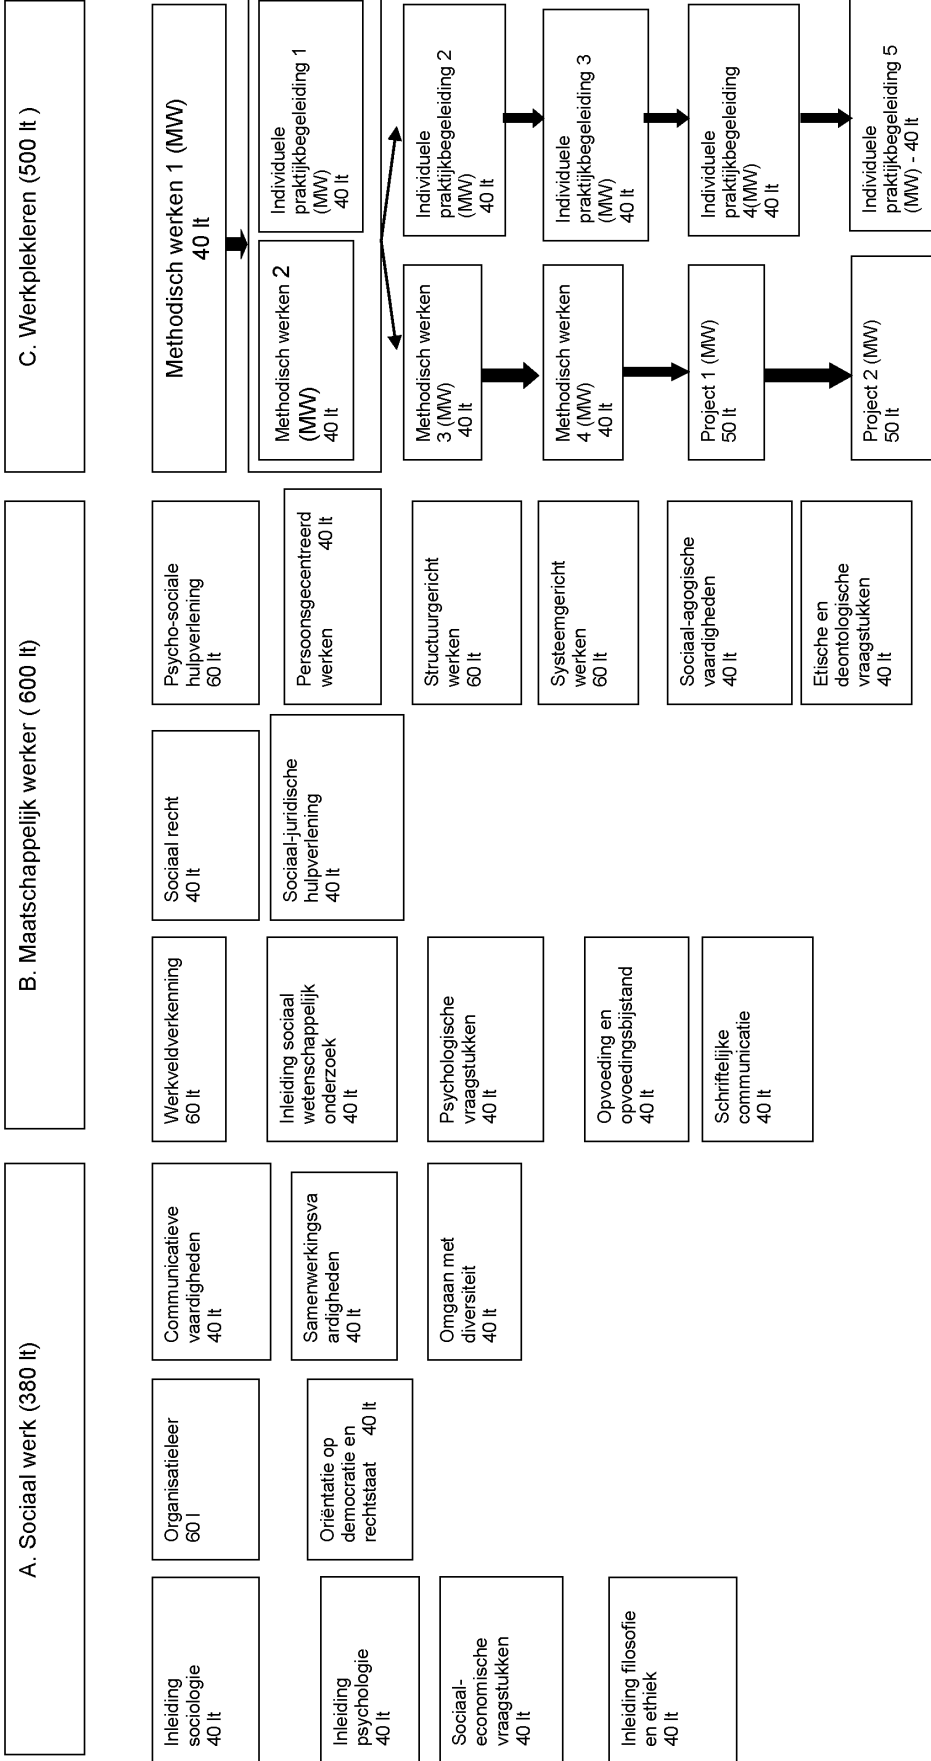 A. Sociaal werk (380 lt)
Inleiding
sociologie
40 lt
Inleiding
psychologie
40 lt
Sociaal-
economische
vraagstukken
40 lt
Inleiding filosofie
en ethiek
40 lt
Organisatieleer
60 l
Oriëntatie op
democratie en
rechtstaat 40 lt
Communicatieve
vaardigheden
40 lt
Samenwerkingsva
ardigheden
40 lt
Omgaan met
diversiteit
40 lt
B. Maatschappelijk werker ( 600 lt)
Werkveldverkenning
60 lt
Inleiding sociaal
wetenschappelijk
onderzoek
40 lt
Psychologische
vraagstukken
40 lt
Opvoeding en
opvoedingsbijstand
40 lt
Schriftelijke
communicatie
40 lt
Sociaal recht
40 lt
Sociaal-juridische
hulpverlening
40 lt
Psycho-sociale
hulpverlening
60 lt
Persoonsgecentreerd
werken 40 lt
Structuurgericht
werken
60 lt
Systeemgericht
werken
60 lt
Sociaal-agogische
vaardigheden
40 lt
Etische en
deontologische
vraagstukken
40 lt
C. Werkplekleren (500 lt )
Methodisch werken 1 (MW)
40 lt
Methodisch werken 2
(MW)
40 lt
Individuele
praktijkbegeleiding 1
(MW)
40 lt
Methodisch werken
3 (MW)
40 lt
Individuele
praktijkbegeleiding 2
(MW)
40 lt
Methodisch werken
4 (MW)
40 lt
Individuele
praktijkbegeleiding 3
(MW)
40 lt
Project 1 (MW)
50 lt
Individuele
praktijkbegeleiding
4(MW)
40 lt
Project 2 (MW)
50 lt
Individuele
praktijkbegeleiding 5
(MW) - 40 lt